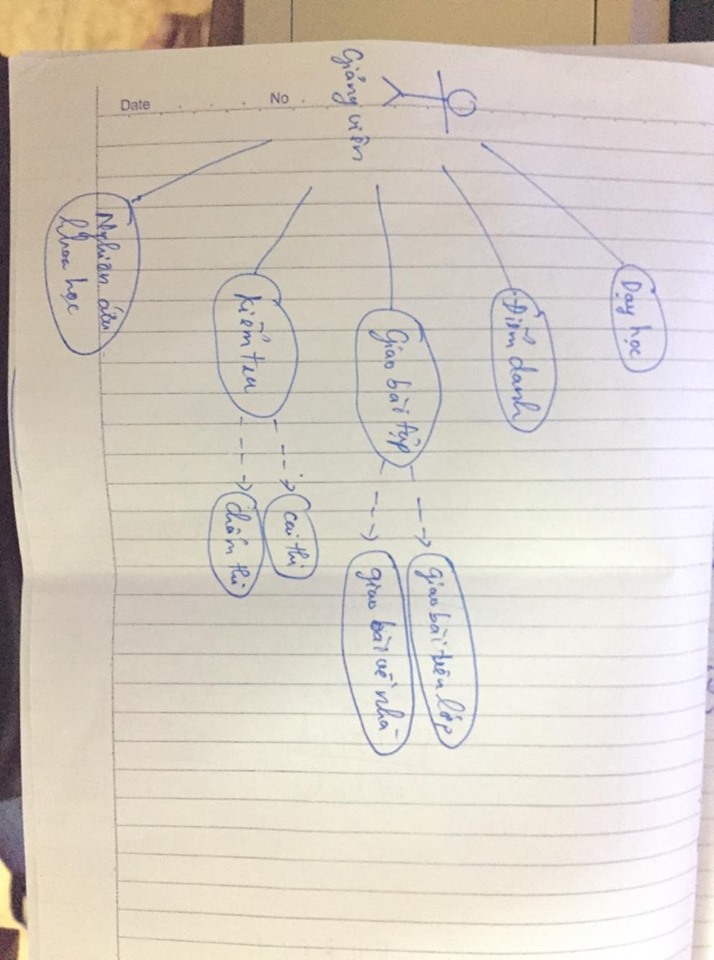 Date No
Giảng viên
Dạy học
Điểm danh
Giao bài tập
giao bài trên lớp
giao bài về nhà
Kiểm tra
coi thi
chấm thi
Nghiên cứu
khoa học